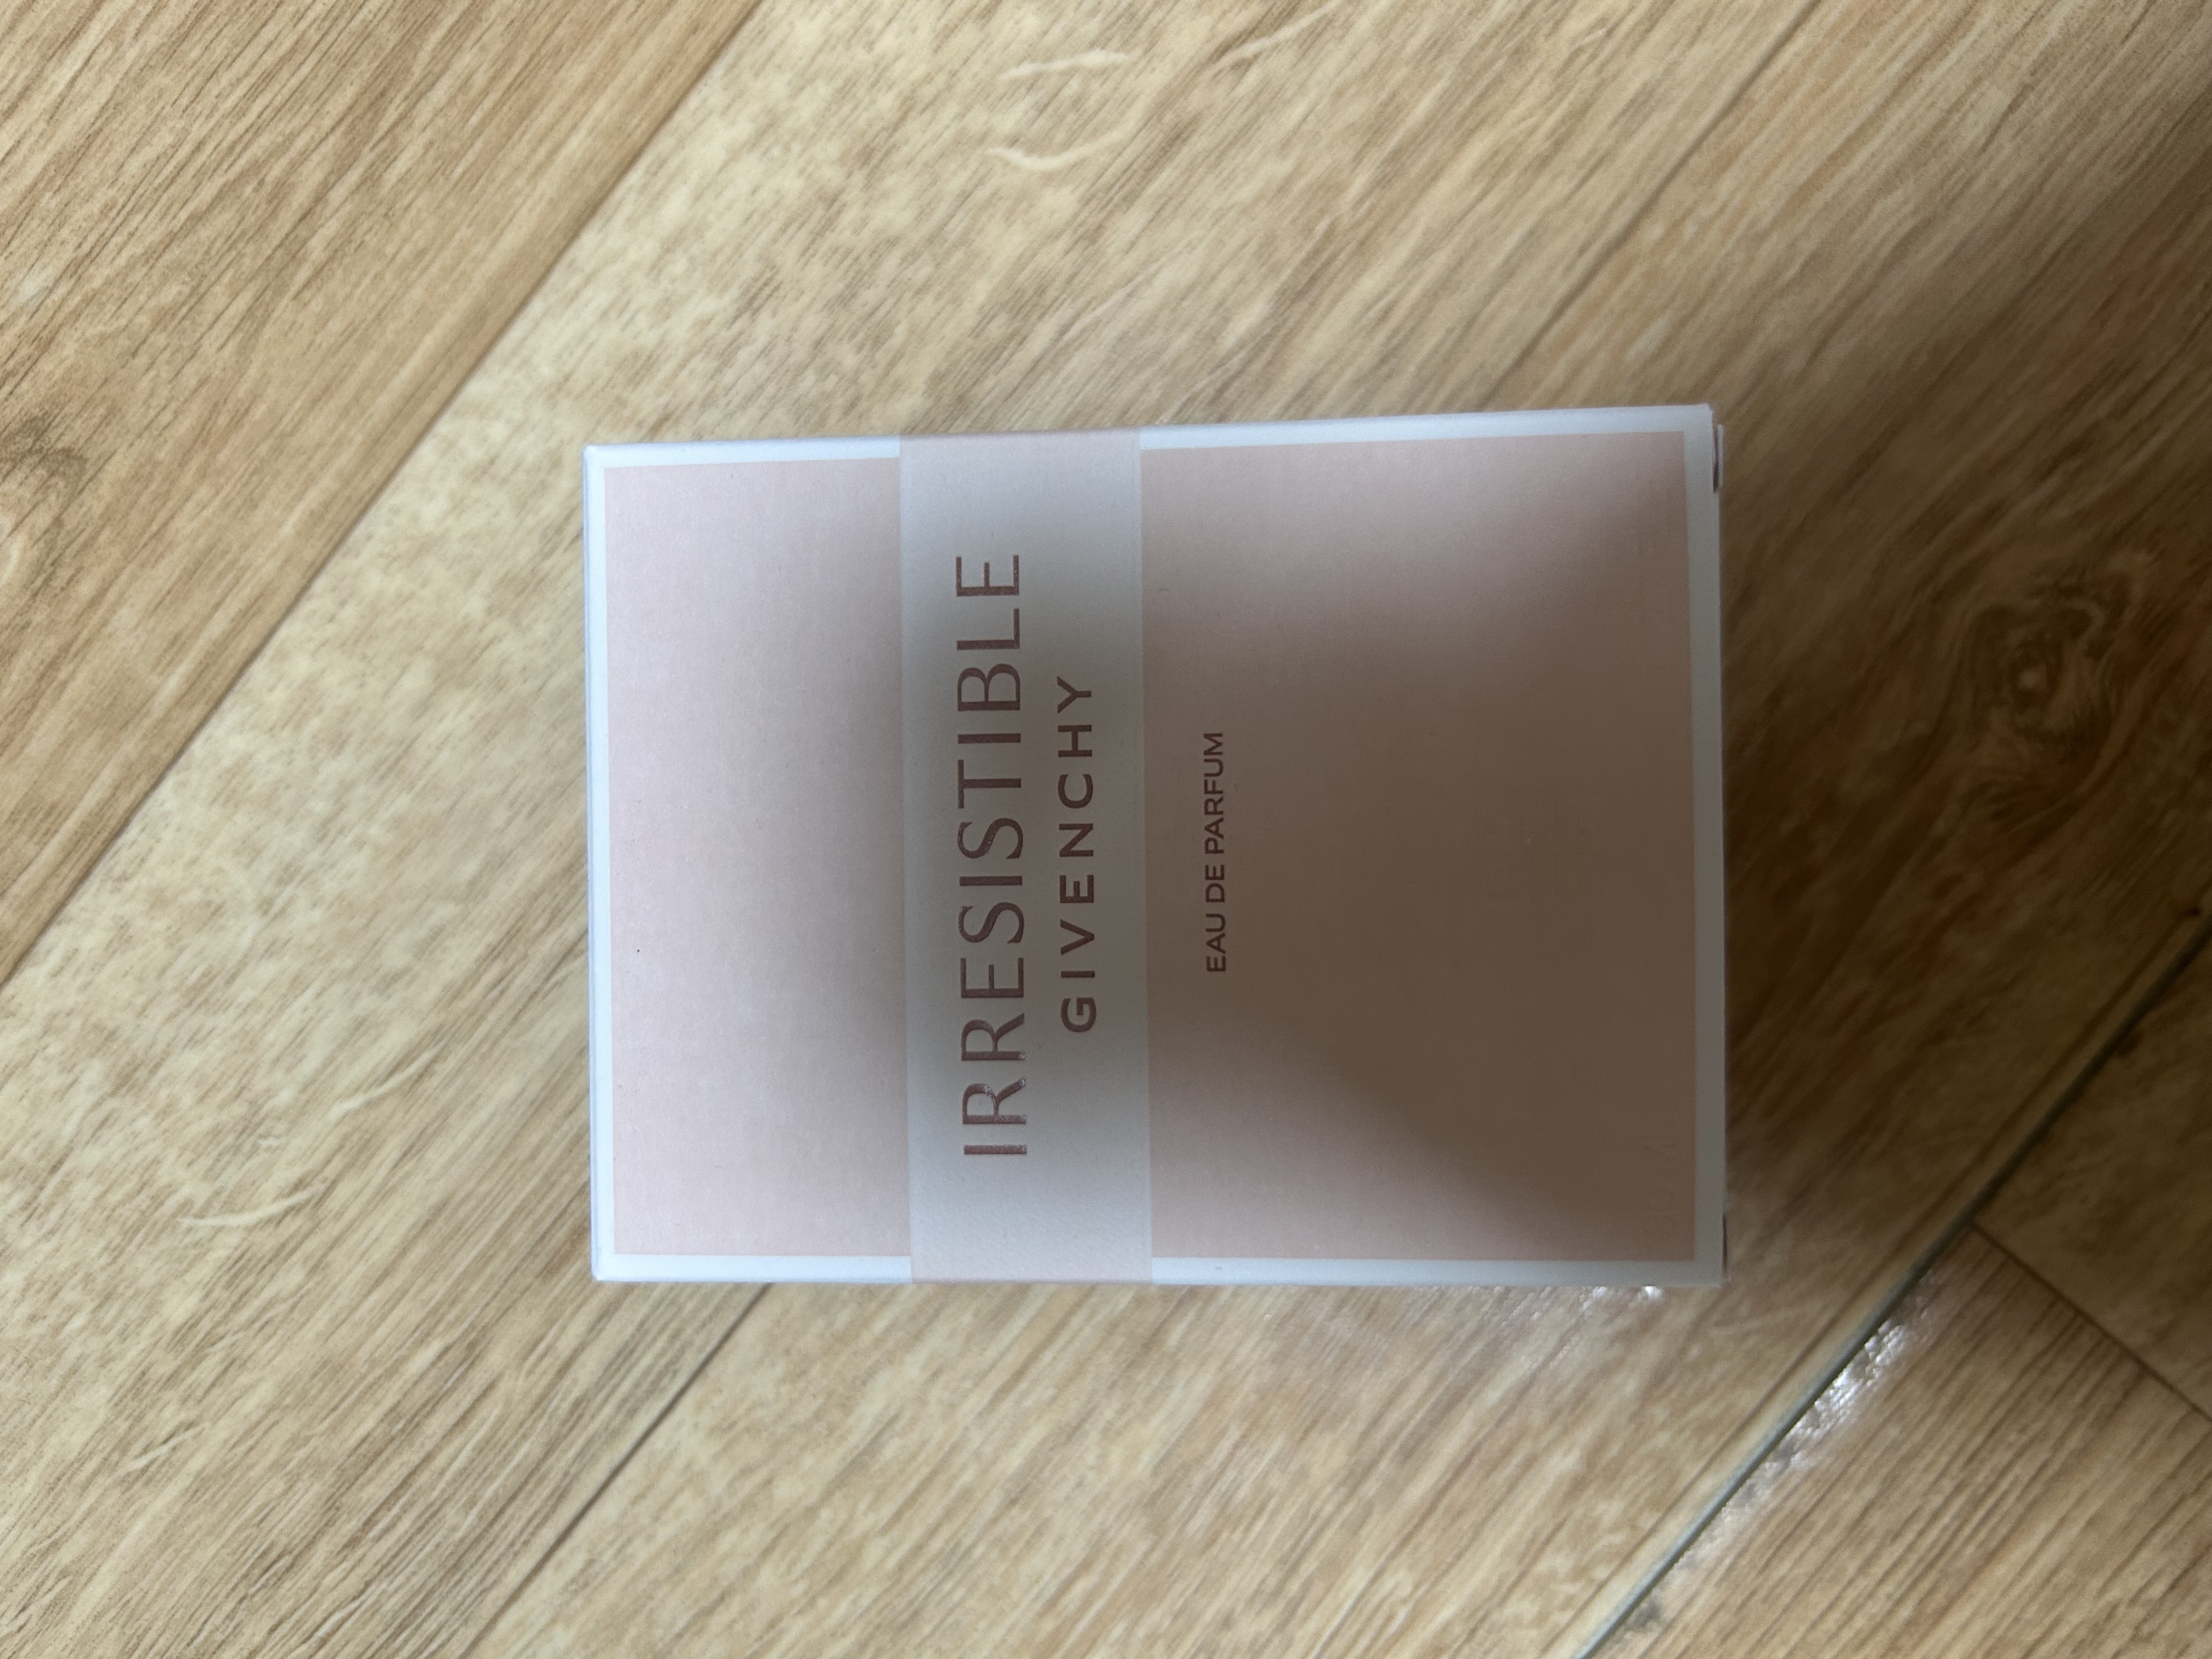 IRRESISTIBLE
GIVENCHY
EAU DE PARFUM